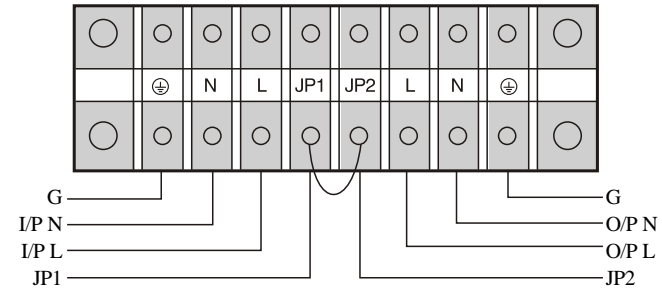 ⏚ N L JP1 JP2 L N ⏚
G G
I/P N O/P N
I/P L O/P L
JP1 JP2